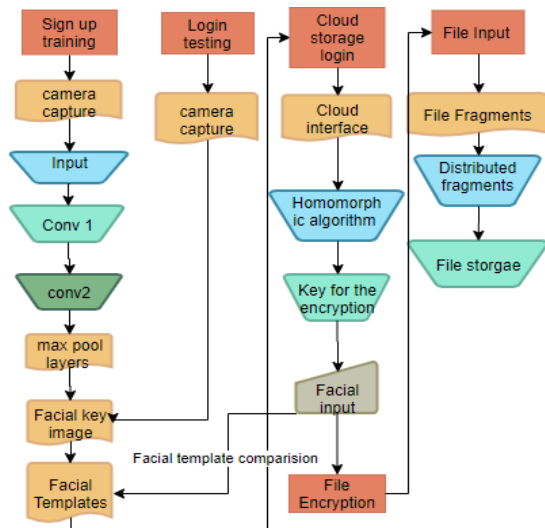 Sign up
training
camera
capture
Input
Conv 1
conv2
max pool
layers
Facial key
image
Facial
Templates
Login
testing
camera
capture
Facial template comparision
Cloud
storage
login
Cloud
interface
Homomorph
ic algorithm
Key for the
encryption
Facial
input
File
Encryption
File Input
File Fragments
Distributed
fragments
File storgae